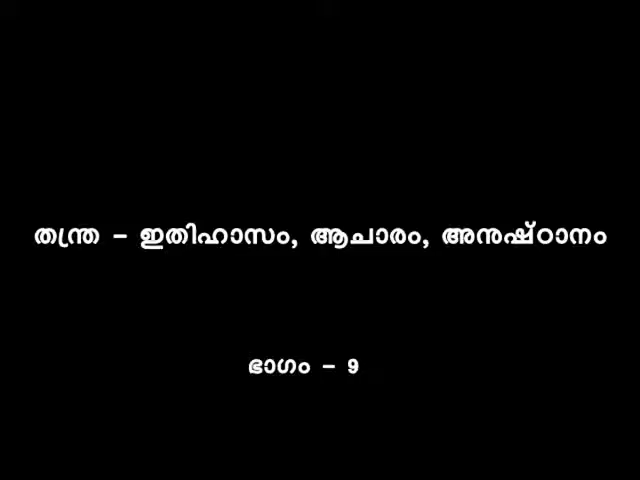 തന്ത്ര - ഇതിഹാസം, ആചാരം, അനുഷ്ഠാനം
ഭാഗം - 9